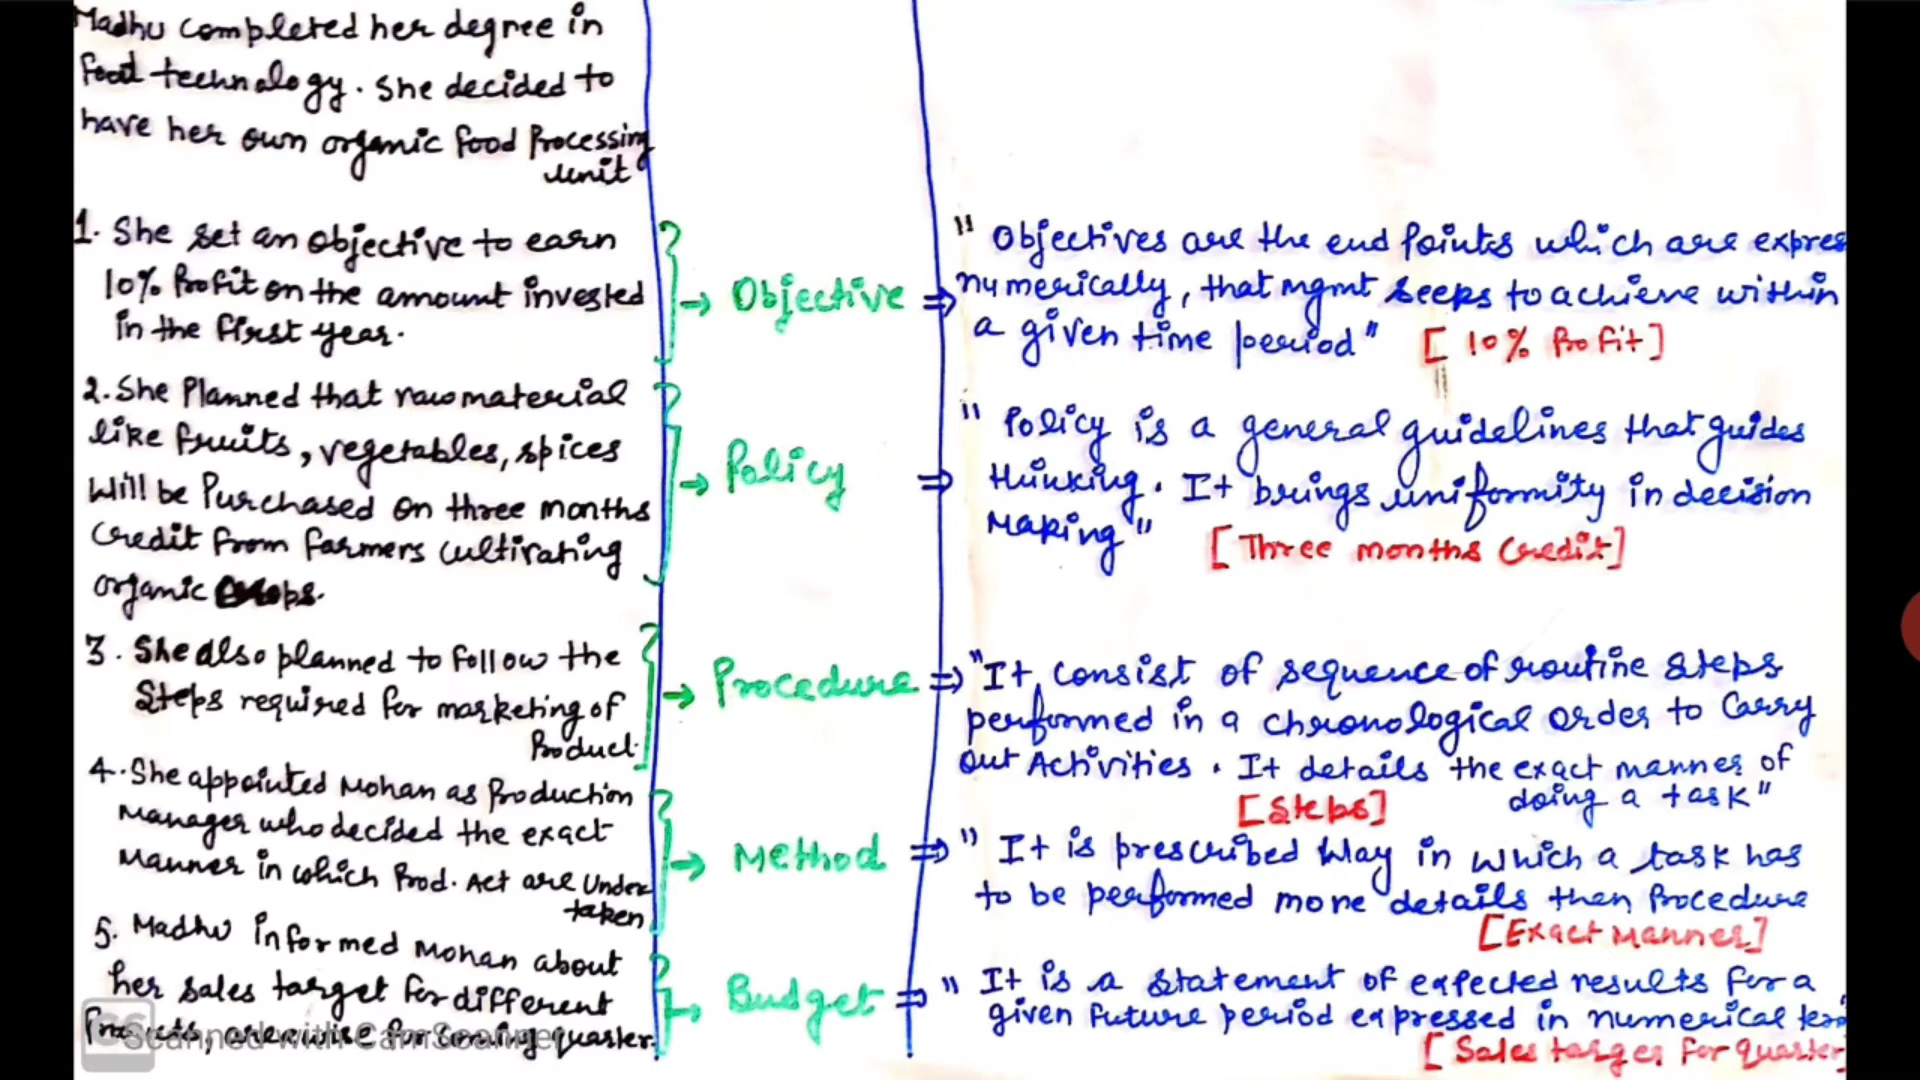 Madhu completed her degree in
food technology. She decided to
have her own organic food Processing
unit
1. She set an objective to earn
10% Profit on the amount invested
in the first year.
2. She Planned that raw material
like fruits, vegetables, spices
Will be Purchased on three months
Credit from farmers cultivating
organic
3. She also planned to follow the
Steps required for marketing of
Product.
4. She appointed Mohan as Production
Manager who decided the exact
Manner in which Prod. Act are Under
taken
5. Madhu informed Mohan about
her sales target for different
Products, areawise for coming quarter.
→ Objective ⇒
→ Policy ⇒
→ Procedure ⇒
→ Method ⇒
→ Budget ⇒
" Objectives are the end Points which are expres
numerically, that mgmt seeks to achieve within
a given time period" [ 10% Profit ]
" Policy is a general guidelines that guides
thinking. It brings uniformity in decision
Making" [ Three months Credit ]
"It consist of sequence of routine steps
performed in a chronological order to Carry
out Activities. It details the exact manner of
doing a task"
[Steps]
" It is prescribed Way in which a task has
to be performed more details then Procedure
[Exact Manner]
" It is a statement of expected results for a
given future period expressed in numerical
[ Sales target for quarter]
CS Scanned with CamScanner